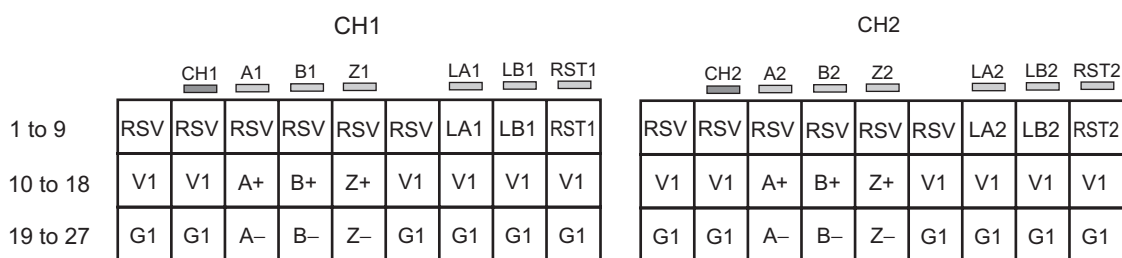 CH1 CH2
CH1 A1 B1 Z1 LA1 LB1 RST1 CH2 A2 B2 Z2 LA2 LB2 RST2
1 to 9 RSV RSV RSV RSV RSV RSV LA1 LB1 RST1 RSV RSV RSV RSV RSV RSV LA2 LB2 RST2
10 to 18 V1 V1 A+ B+ Z+ V1 V1 V1 V1 V1 V1 A+ B+ Z+ V1 V1 V1 V1
19 to 27 G1 G1 A– B– Z– G1 G1 G1 G1 G1 G1 A– B– Z– G1 G1 G1 G1